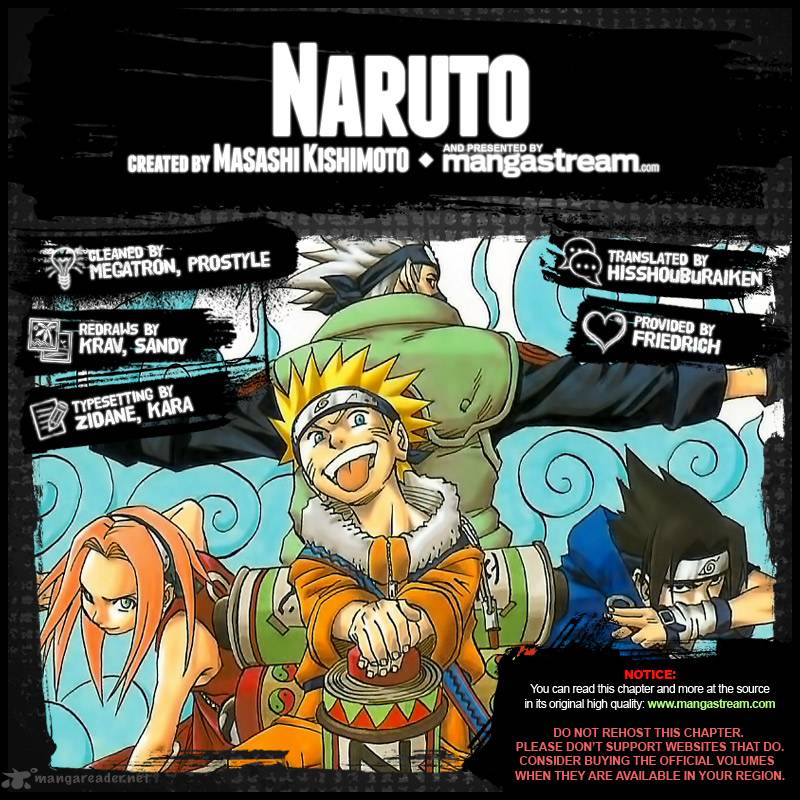 NARUTO
CREATED BY MASASHI KISHIMOTO ◆ AND PRESENTED BY mangastream.com
CLEANED BY
MEGATRON, PROSTYLE
REDRAWS BY
KRAV, SANDY
TYPESETTING BY
ZIDANE, KARA
TRANSLATED BY
HISSHOUBURAIKEN
PROVIDED BY
FRIEDRICH
NOTICE:
You can read this chapter and more at the source
in its original high quality: www.mangastream.com
DO NOT REHOST THIS CHAPTER.
PLEASE DON'T SUPPORT WEBSITES THAT DO.
CONSIDER BUYING THE OFFICIAL VOLUMES
WHEN THEY ARE AVAILABLE IN YOUR REGION.
mangareader.net